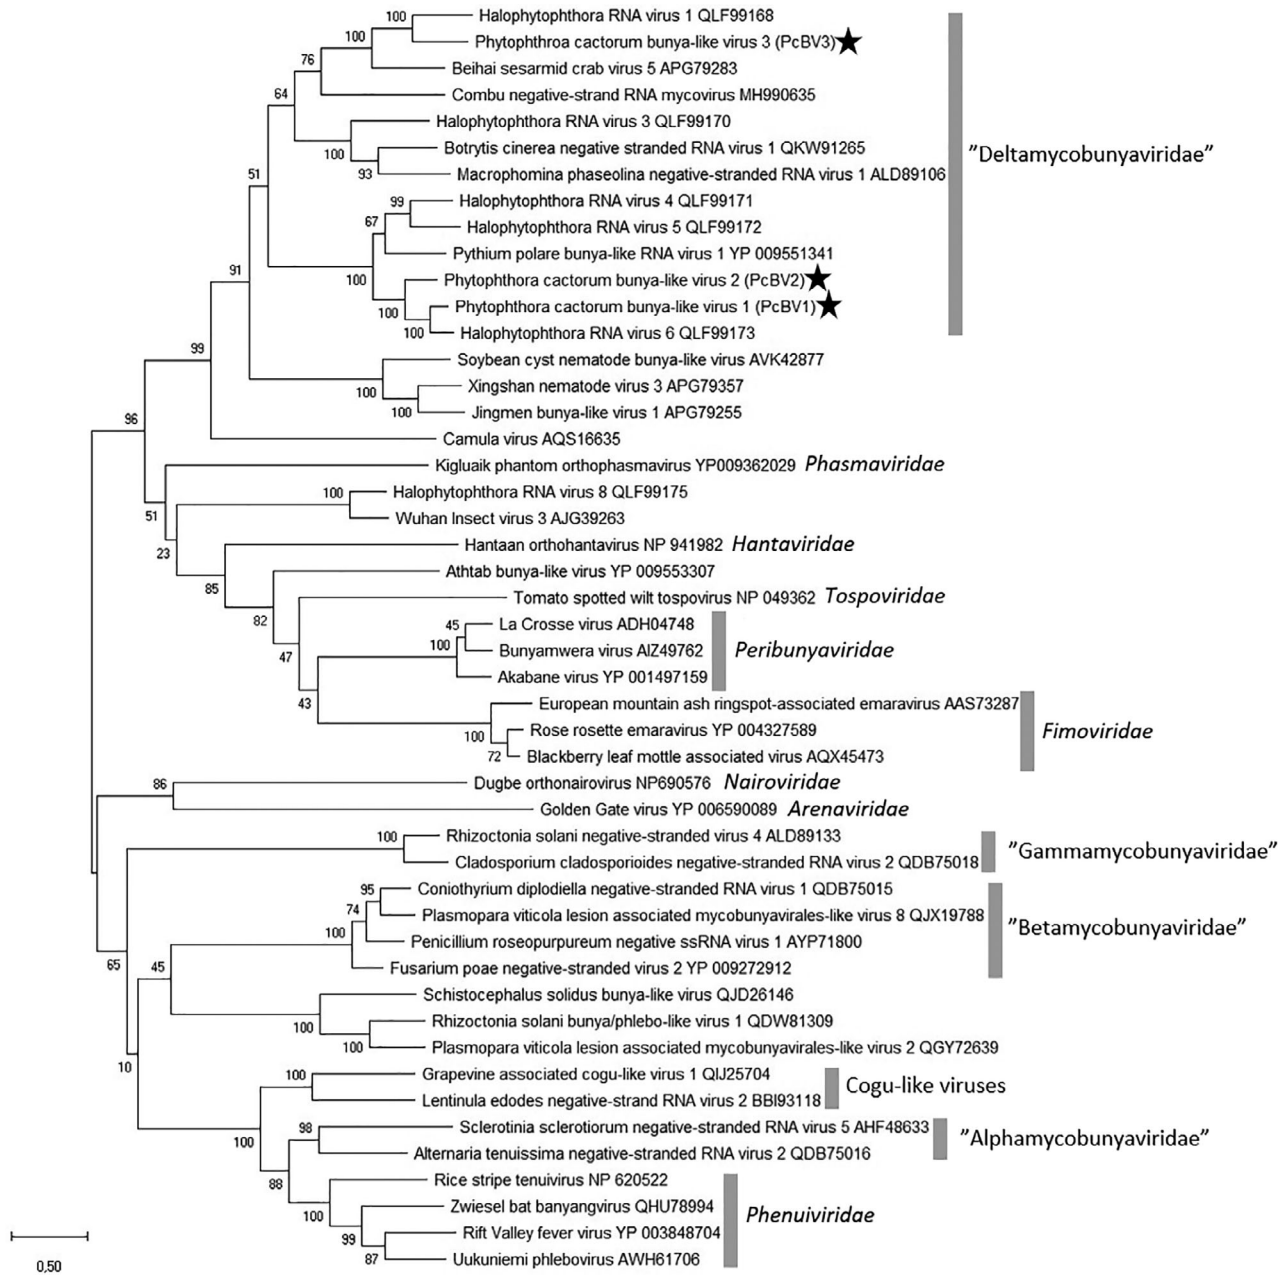 100
Halophytophthora RNA virus 1 QLF99168
100
Phytophthroa cactorum bunya-like virus 3 (PcBV3)
76
Beihai sesarmid crab virus 5 APG79283
64
Combu negative-strand RNA mycovirus MH990635
Halophytophthora RNA virus 3 QLF99170
100
Botrytis cinerea negative stranded RNA virus 1 QKW91265
"Deltamycobunyaviridae"
93
Macrophomina phaseolina negative-stranded RNA virus 1 ALD89106
51
99
Halophytophthora RNA virus 4 QLF99171
67
Halophytophthora RNA virus 5 QLF99172
Pythium polare bunya-like RNA virus 1 YP 009551341
91
100
Phytophthora cactorum bunya-like virus 2 (PcBV2)
100
Phytophthora cactorum bunya-like virus 1 (PcBV1)
100
Halophytophthora RNA virus 6 QLF99173
99
Soybean cyst nematode bunya-like virus AVK42877
100
Xingshan nematode virus 3 APG79357
100
Jingmen bunya-like virus 1 APG79255
96
Camula virus AQS16635
Kigluaik phantom orthophasmavirus YP009362029 Phasmaviridae
100
Halophytophthora RNA virus 8 QLF99175
51
Wuhan Insect virus 3 AJG39263
23
Hantaan orthohantavirus NP 941982 Hantaviridae
85
Athtab bunya-like virus YP 009553307
Tomato spotted wilt tospovirus NP 049362 Tospoviridae
82
45
La Crosse virus ADH04748
100
Bunyamwera virus AIZ49762
Peribunyaviridae
47
Akabane virus YP 001497159
43
European mountain ash ringspot-associated emaravirus AAS73287
100
Rose rosette emaravirus YP 004327589
Fimoviridae
72
Blackberry leaf mottle associated virus AQX45473
86
Dugbe orthonairovirus NP690576 Nairoviridae
Golden Gate virus YP 006590089 Arenaviridae
100
Rhizoctonia solani negative-stranded virus 4 ALD89133
"Gammamycobunyaviridae"
Cladosporium cladosporioides negative-stranded RNA virus 2 QDB75018
95
Coniothyrium diplodiella negative-stranded RNA virus 1 QDB75015
74
Plasmopara viticola lesion associated mycobunyavirales-like virus 8 QJX19788
"Betamycobunyaviridae"
100
Penicillium roseopurpureum negative ssRNA virus 1 AYP71800
65
45
Fusarium poae negative-stranded virus 2 YP 009272912
Schistocephalus solidus bunya-like virus QJD26146
100
Rhizoctonia solani bunya/phlebo-like virus 1 QDW81309
100
Plasmopara viticola lesion associated mycobunyavirales-like virus 2 QGY72639
10
100
Grapevine associated cogu-like virus 1 QIJ25704
Cogu-like viruses
Lentinula edodes negative-strand RNA virus 2 BBI93118
98
Sclerotinia sclerotiorum negative-stranded RNA virus 5 AHF48633
"Alphamycobunyaviridae"
100
Alternaria tenuissima negative-stranded RNA virus 2 QDB75016
88
Rice stripe tenuivirus NP 620522
100
Zwiesel bat banyangvirus QHU78994
Phenuiviridae
99
Rift Valley fever virus YP 003848704
87
Uukuniemi phlebovirus AWH61706
0,50